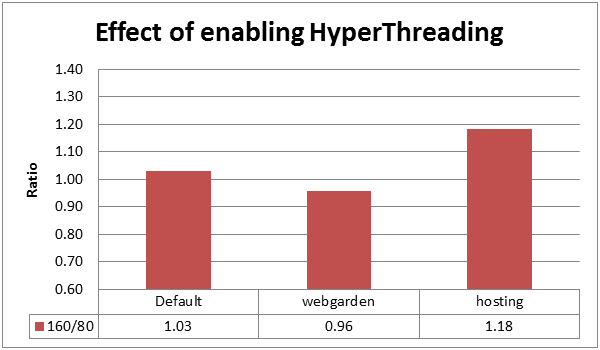 Effect of enabling HyperThreading
1.40
1.30
1.20
1.10
1.00
0.90
0.80
0.70
0.60
Ratio
Default webgarden hosting
160/80 1.03 0.96 1.18